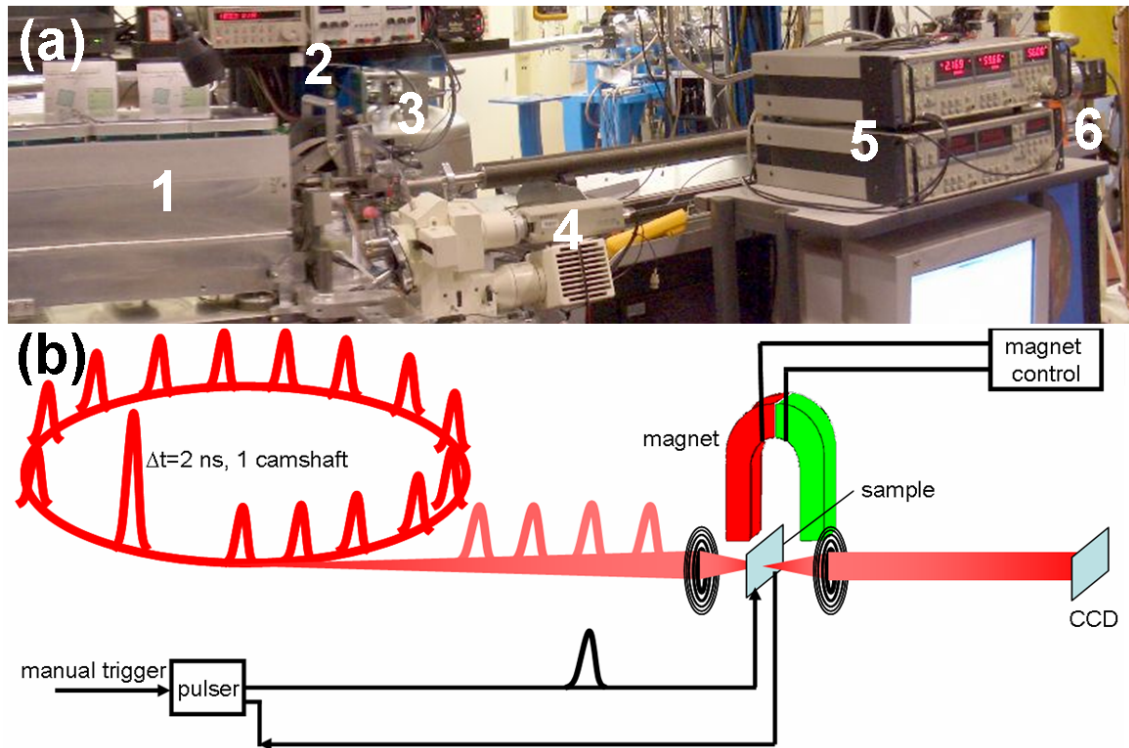 (a)
1
2
3
4
5
6
(b)
Δt=2 ns, 1 camshaft
magnet
control
magnet
sample
CCD
manual trigger
pulser